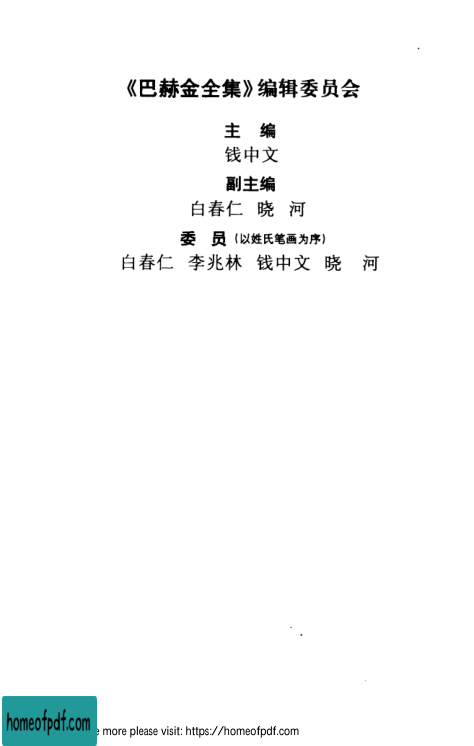 《巴赫金全集》编辑委员会
主 编
钱中文
副主编
白春仁 晓 河
委 员 (以姓氏笔画为序)
白春仁 李兆林 钱中文 晓 河
homeofpdf.com
more please visit: https://homeofpdf.com